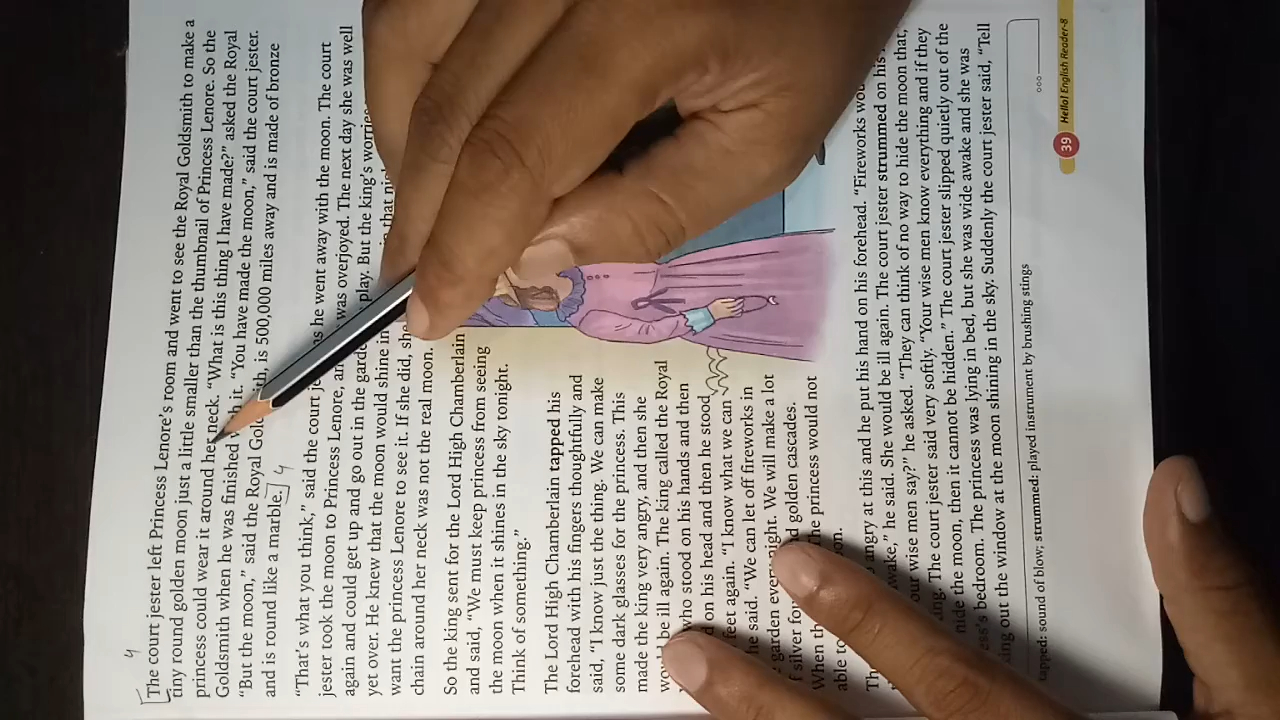 4
The court jester left Princess Lenore's room and went to see the Royal Goldsmith to make a
tiny round golden moon just a little smaller than the thumbnail of Princess Lenore. So the
princess could wear it around her neck. "What is this thing I have made?" asked the Royal
Goldsmith when he was finished with it. "You have made the moon," said the court jester.
"But the moon," said the Royal Goldsmith, is 500,000 miles away and is made of bronze
and is round like a marble. 4
"That's what you think," said the court as he went away with the moon. The court
jester took the moon to Princess Lenore, was overjoyed. The next day she was well
again and could get up and go out in the play. But the king's
yet over. He knew that the moon would shine in that
want the princess Lenore to see it. If she did, she
chain around her neck was not the real moon.
So the king sent for the Lord High Chamberlain
and said, "We must keep princess from seeing
the moon when it shines in the sky tonight.
Think of something."
The Lord High Chamberlain tapped his
forehead with his fingers thoughtfully and
said, "I know just the thing. We can make
some dark glasses for the princess. This
made the king very angry, and then she
would be ill again. The king called the Royal
who stood on his hands and then
on his head and then he stood
feet again. "I know what we can
he said. "We can let off fireworks in
garden every night. We will make a lot
silver golden cascades.
When the princess would not
able to
angry at this and he put his hand on his forehead. "Fireworks
he said. She would be ill again. The court jester strummed on his
wise men say?" he asked. "They can think of no way to hide the moon that,
The court jester said very softly. "Your wise men know everything and if they
hide the moon, then it cannot be hidden." The court jester slipped quietly out of the
bedroom. The princess was lying in bed, but she was wide awake and she was
out the window at the moon shining in the sky. Suddenly the court jester said, "Tell
tapped: sound of blow; strummed: played instrument by brushing stings
39 Hello! English Reader-8